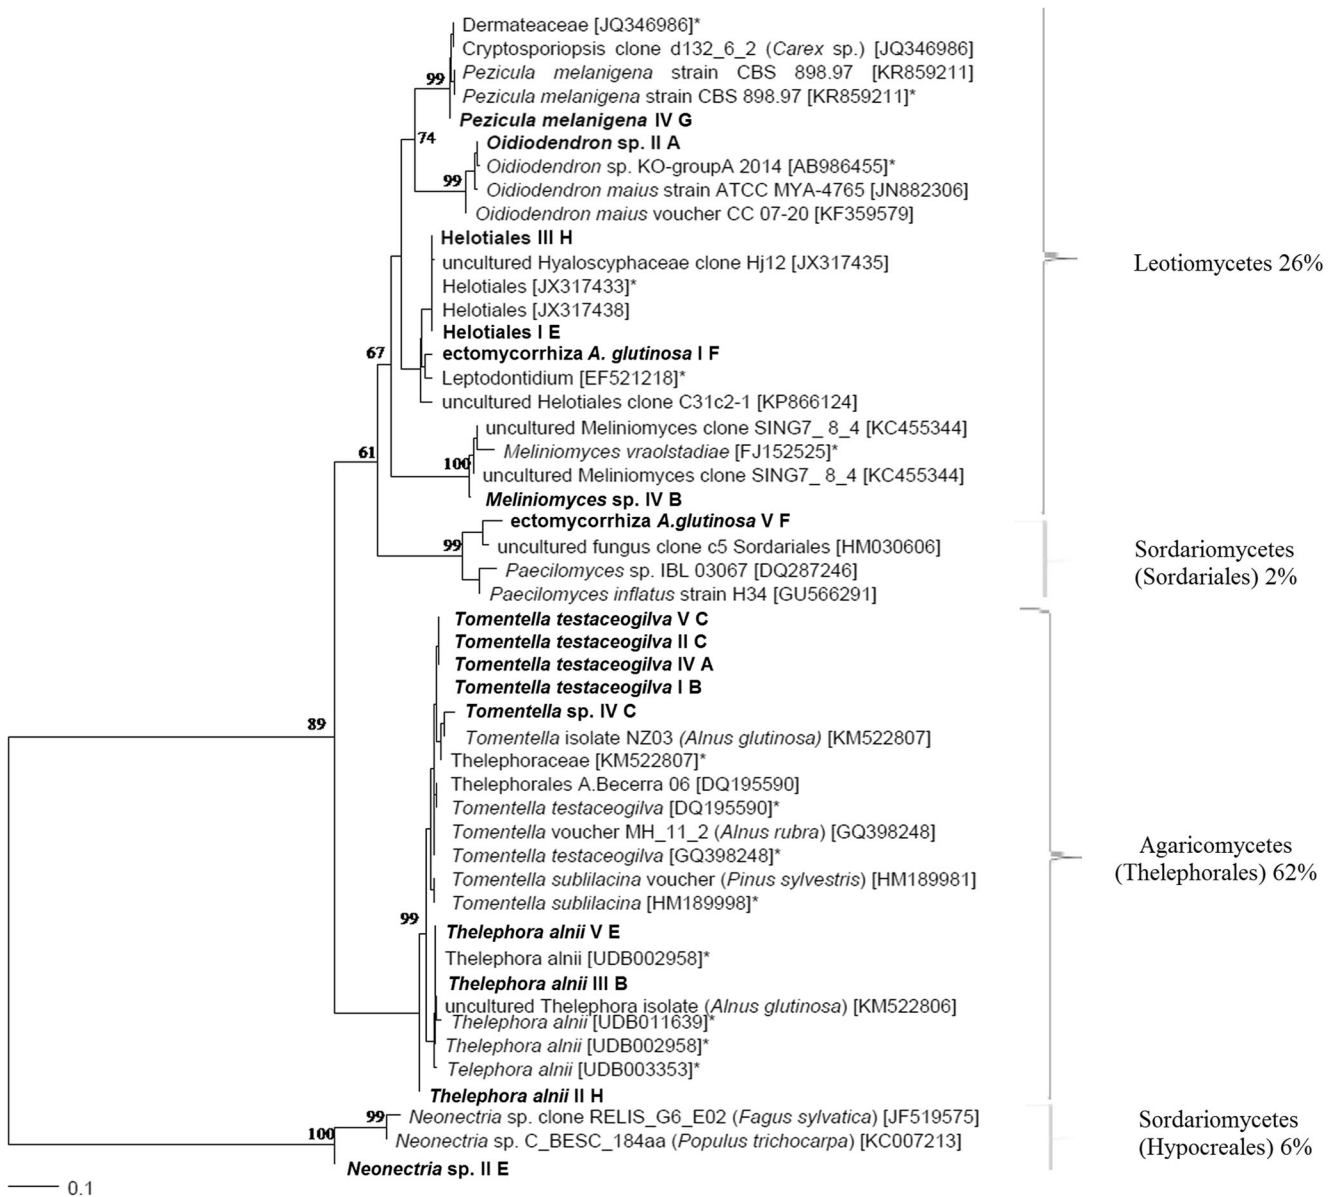 Dermateaceae [JQ346986]*
Cryptosporiopsis clone d132_6_2 (Carex sp.) [JQ346986]
99
Pezicula melanigena strain CBS 898.97 [KR859211]
Pezicula melanigena strain CBS 898.97 [KR859211]*
Pezicula melanigena IV G
74
Oidiodendron sp. II A
Oidiodendron sp. KO-groupA 2014 [AB986455]*
99
Oidiodendron maius strain ATCC MYA-4765 [JN882306]
Oidiodendron maius voucher CC 07-20 [KF359579]
Helotiales III H
uncultured Hyaloscyphaceae clone Hj12 [JX317435]
Leotiomycetes 26%
Helotiales [JX317433]*
Helotiales [JX317438]
Helotiales I E
67
ectomycorrhiza A. glutinosa I F
Leptodontidium [EF521218]*
uncultured Helotiales clone C31c2-1 [KP866124]
uncultured Meliniomyces clone SING7_ 8_4 [KC455344]
61
Meliniomyces vraolstadiae [FJ152525]*
100
uncultured Meliniomyces clone SING7_ 8_4 [KC455344]
Meliniomyces sp. IV B
ectomycorrhiza A.glutinosa V F
99
uncultured fungus clone c5 Sordariales [HM030606]
Sordariomycetes
(Sordariales) 2%
Paecilomyces sp. IBL 03067 [DQ287246]
Paecilomyces inflatus strain H34 [GU566291]
Tomentella testaceogilva V C
Tomentella testaceogilva II C
Tomentella testaceogilva IV A
Tomentella testaceogilva I B
Tomentella sp. IV C
89
Tomentella isolate NZ03 (Alnus glutinosa) [KM522807]
Thelephoraceae [KM522807]*
Thelephorales A.Becerra 06 [DQ195590]
Tomentella testaceogilva [DQ195590]*
Tomentella voucher MH_11_2 (Alnus rubra) [GQ398248]
Tomentella testaceogilva [GQ398248]*
Agaricomycetes
(Thelephorales) 62%
Tomentella sublilacina voucher (Pinus sylvestris) [HM189981]
Tomentella sublilacina [HM189998]*
99
Thelephora alnii V E
Thelephora alnii [UDB002958]*
Thelephora alnii III B
uncultured Thelephora isolate (Alnus glutinosa) [KM522806]
Thelephora alnii [UDB011639]*
Thelephora alnii [UDB002958]*
Telephora alnii [UDB003353]*
Thelephora alnii II H
99
Neonectria sp. clone RELIS_G6_E02 (Fagus sylvatica) [JF519575]
100
Neonectria sp. C_BESC_184aa (Populus trichocarpa) [KC007213]
Sordariomycetes
(Hypocreales) 6%
Neonectria sp. II E
0.1